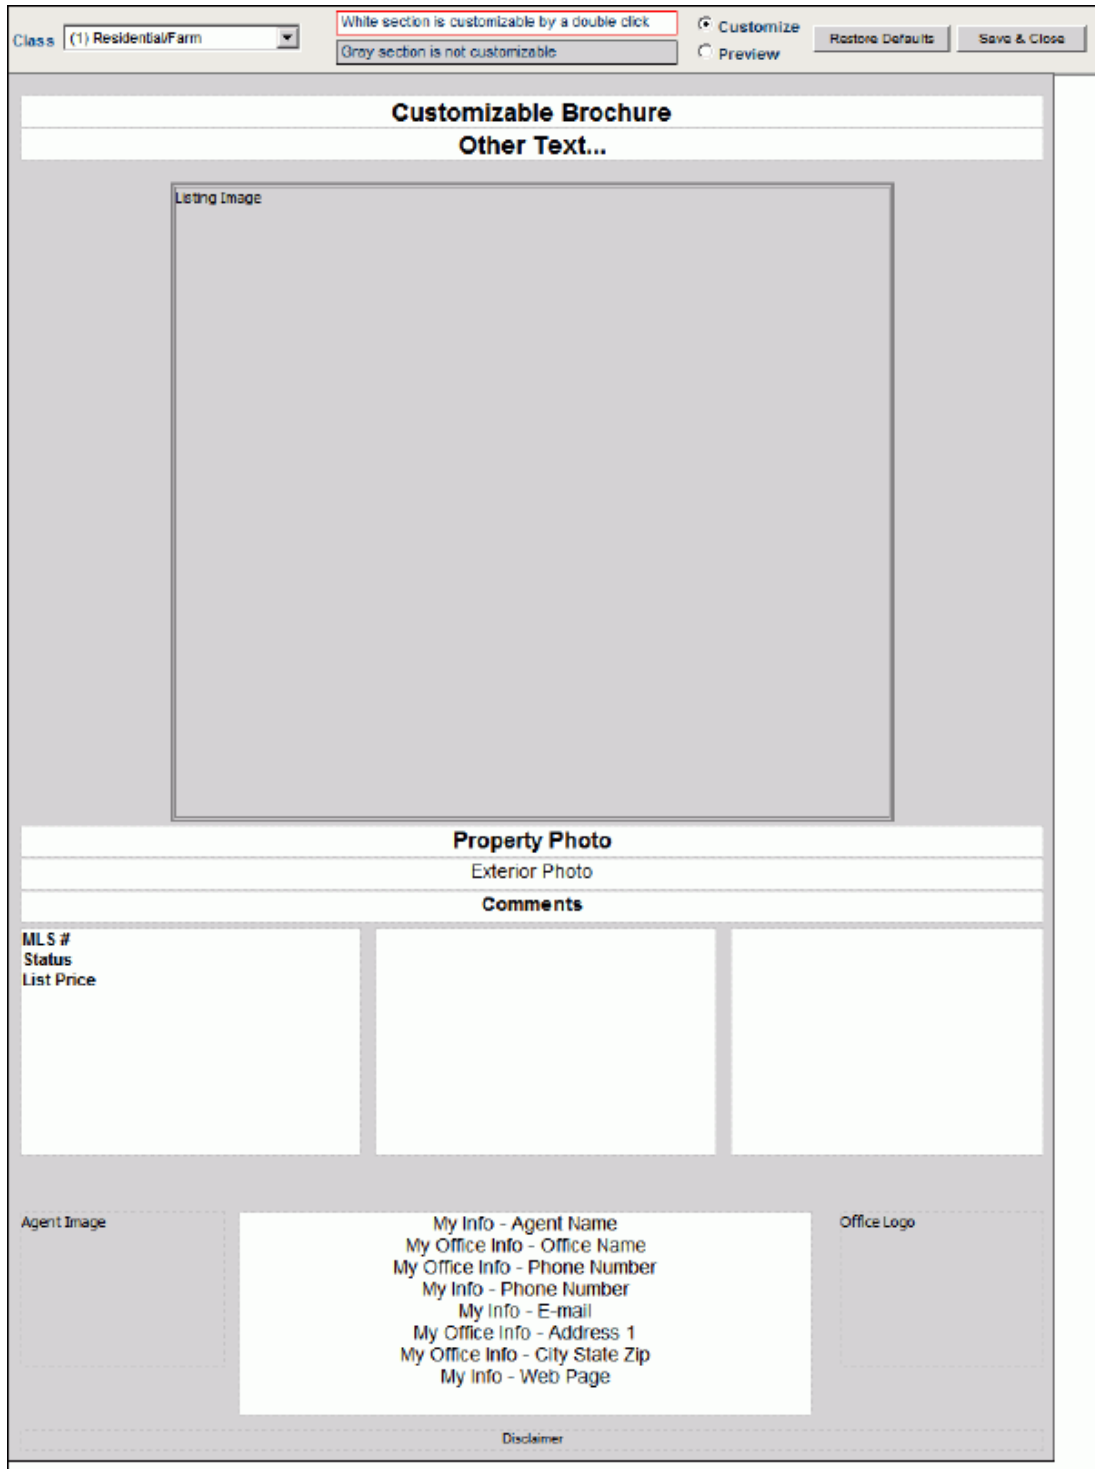 Class (1) Residential/Farm
White section is customizable by a double click
Gray section is not customizable
Customize
Preview
Restore Defaults
Save & Close
Customizable Brochure
Other Text...
Listing Image
Property Photo
Exterior Photo
Comments
MLS #
Status
List Price
Agent Image
My Info - Agent Name
My Office Info - Office Name
My Office Info - Phone Number
My Info - Phone Number
My Info - E-mail
My Office Info - Address 1
My Office Info - City State Zip
My Info - Web Page
Office Logo
Disclaimer